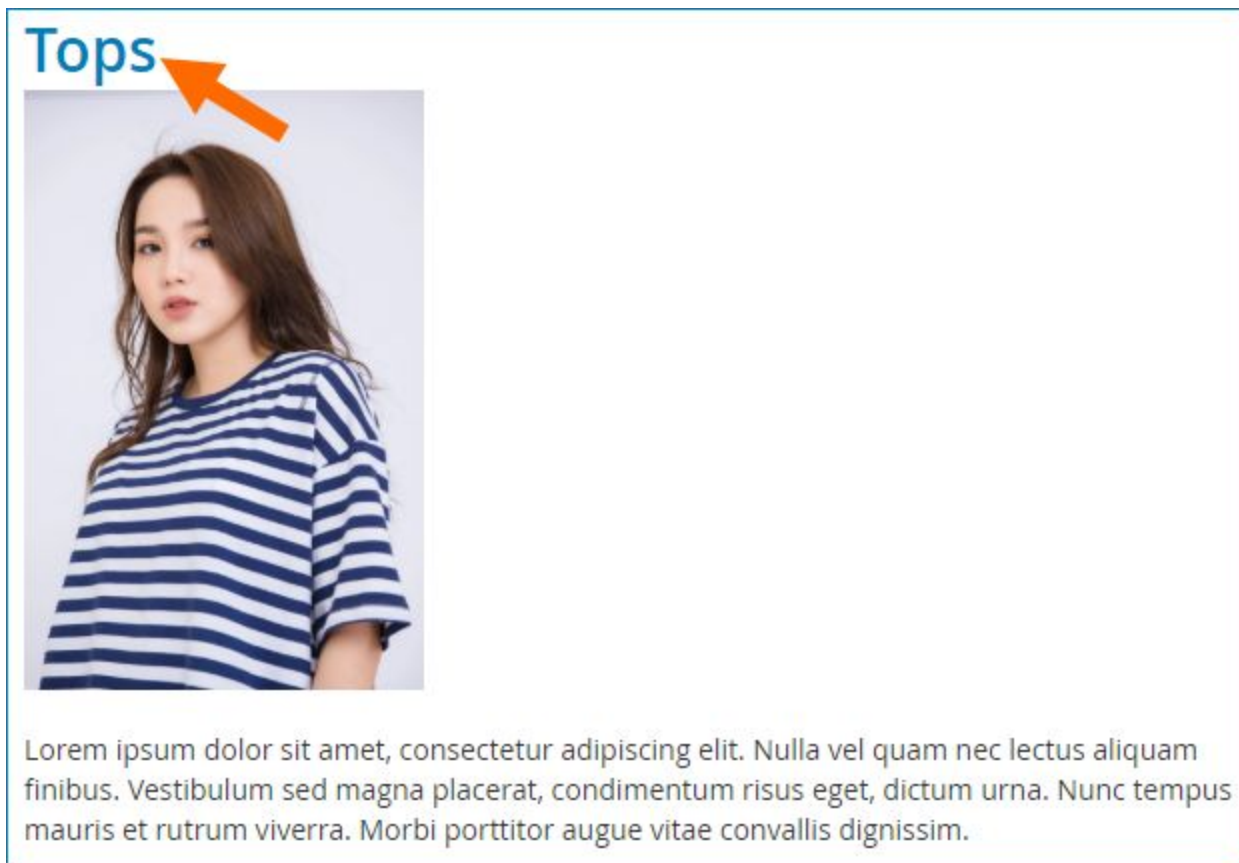 Tops
Lorem ipsum dolor sit amet, consectetur adipiscing elit. Nulla vel quam nec lectus aliquam
finibus. Vestibulum sed magna placerat, condimentum risus eget, dictum urna. Nunc tempus
mauris et rutrum viverra. Morbi porttitor augue vitae convallis dignissim.